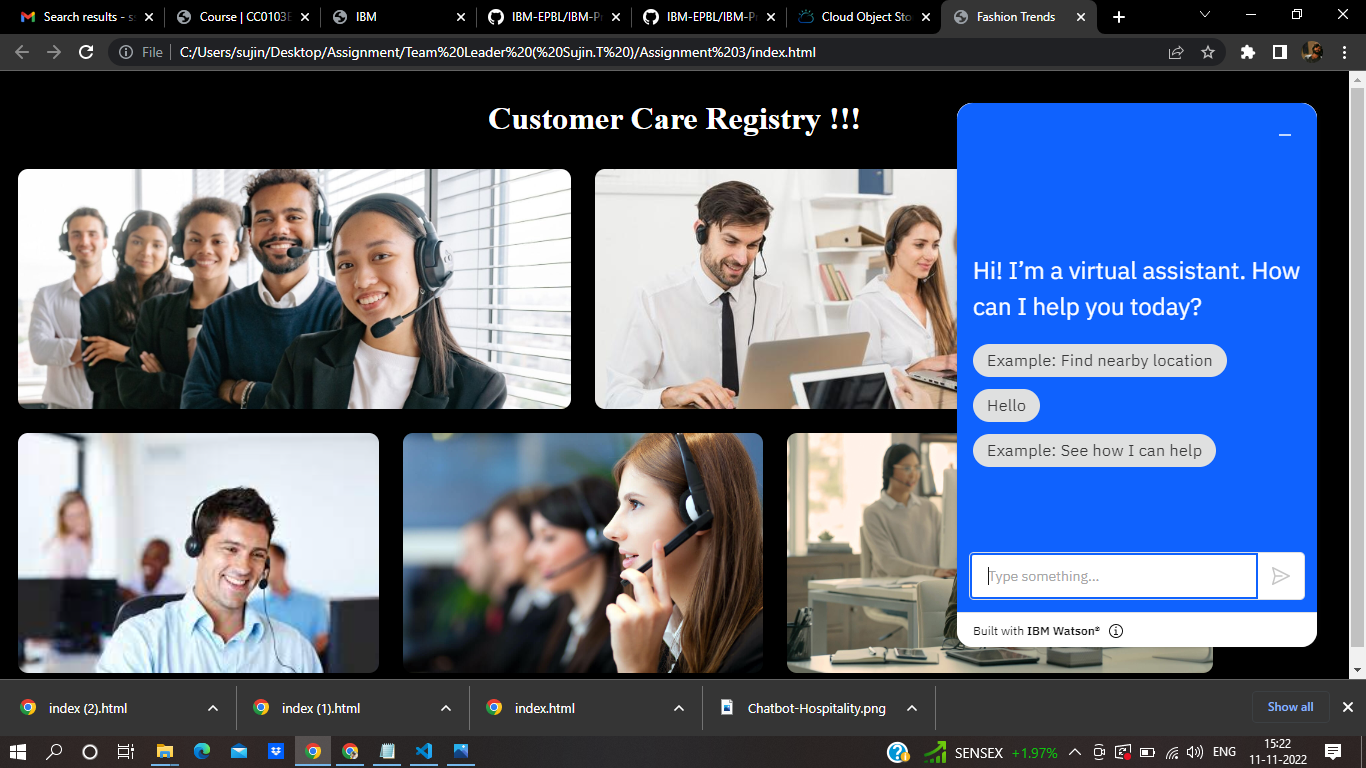 Search results - s
Course | CC0103
IBM
IBM-EPBL/IBM-P
IBM-EPBL/IBM-P
Cloud Object Sto
Fashion Trends
File
C:/Users/sujin/Desktop/Assignment/Team%20Leader%20(%20Sujin.T%20)/Assignment%203/index.html
Customer Care Registry !!!
Hi! I’m a virtual assistant. How
can I help you today?
Example: Find nearby location
Hello
Example: See how I can help
Type something...
Built with IBM Watson®
index (2).html
index (1).html
index.html
Chatbot-Hospitality.png
Show all
SENSEX +1.97%
ENG
15:22
11-11-2022